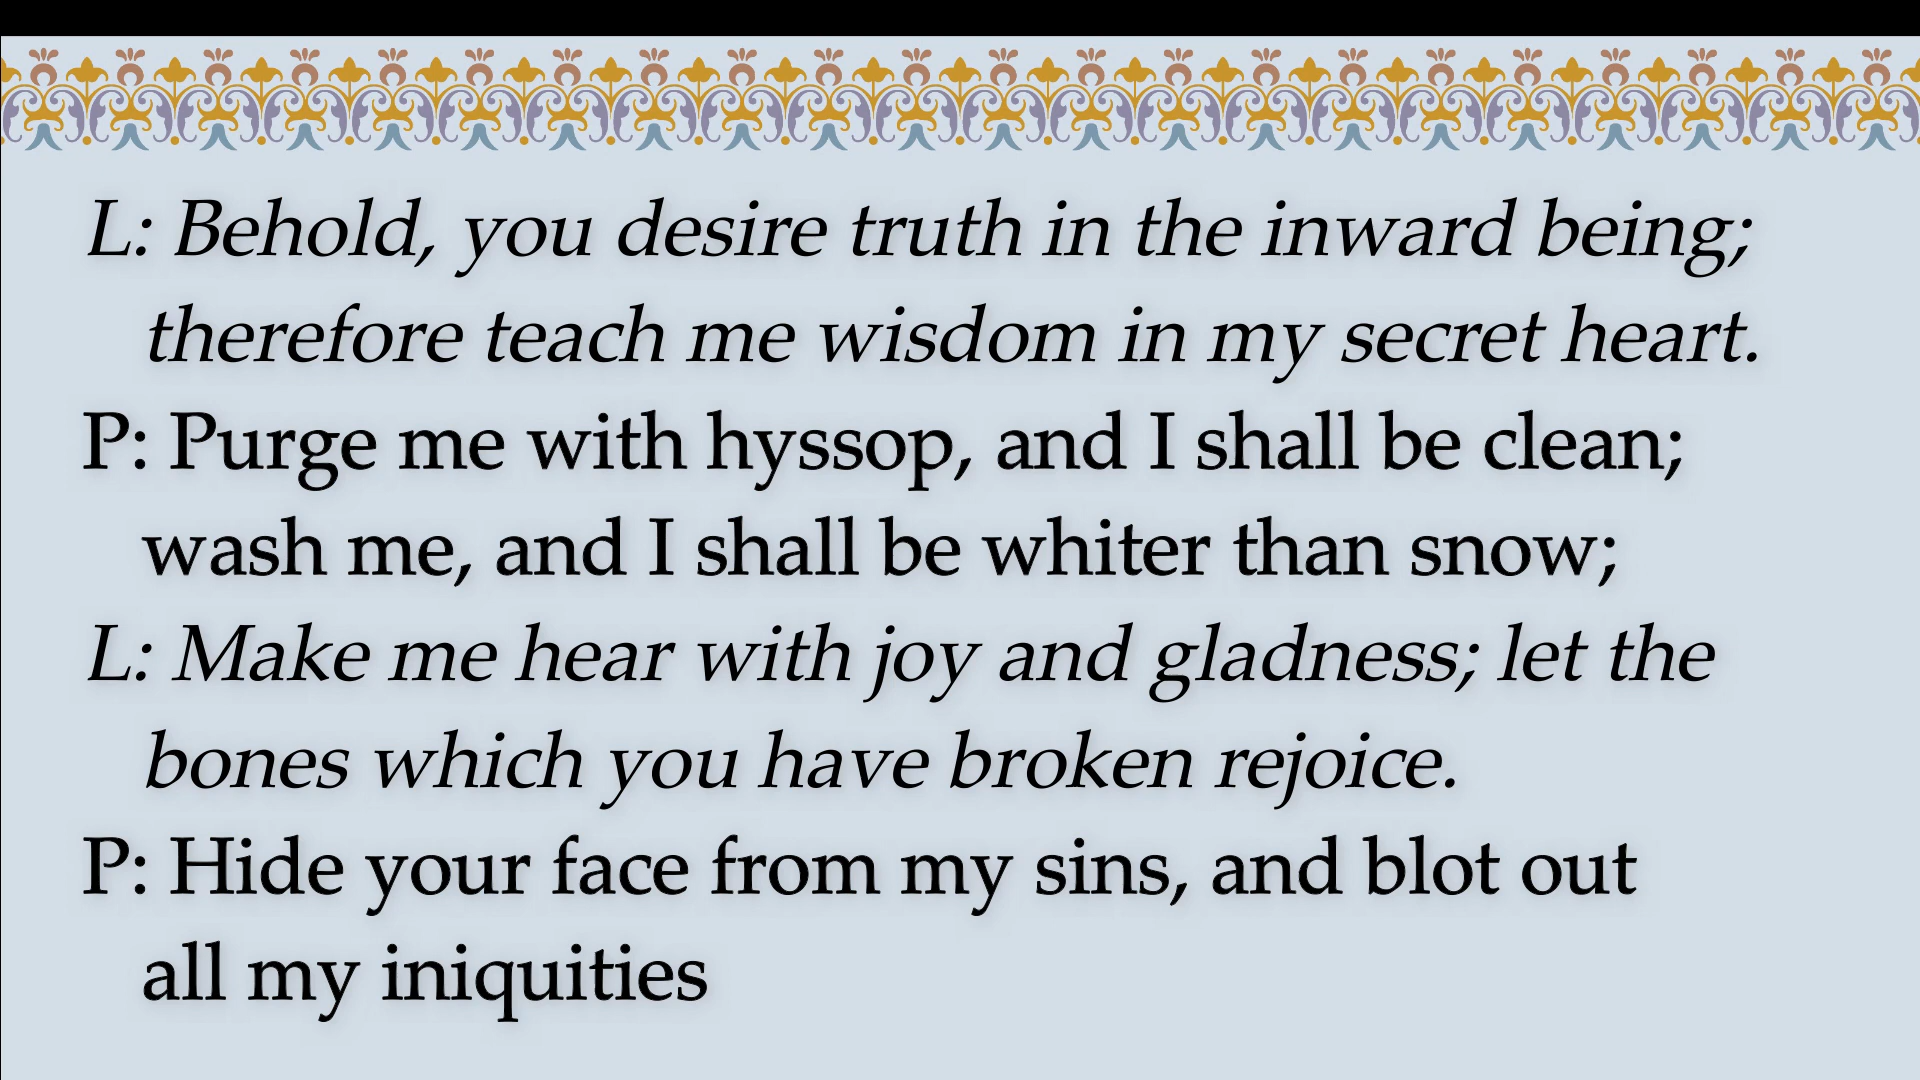 L: Behold, you desire truth in the inward being;
therefore teach me wisdom in my secret heart.
P: Purge me with hyssop, and I shall be clean;
wash me, and I shall be whiter than snow;
L: Make me hear with joy and gladness; let the
bones which you have broken rejoice.
P: Hide your face from my sins, and blot out
all my iniquities